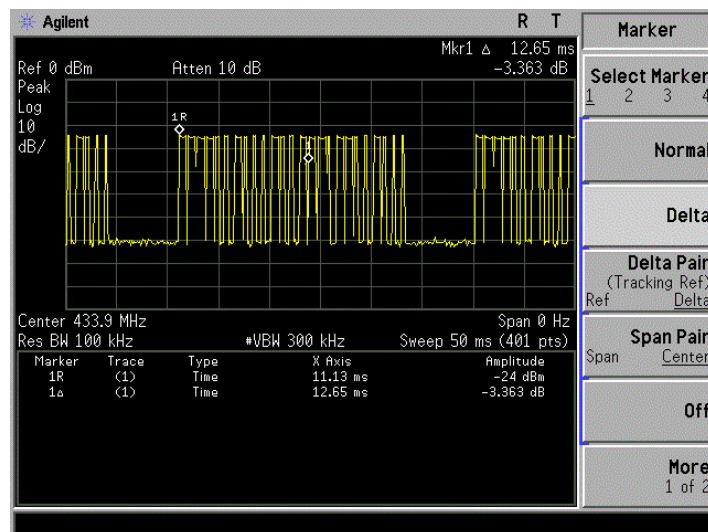 Agilent R T
Mkr1 Δ 12.65 ms
Ref 0 dBm Atten 10 dB -3.363 dB
Peak
Log
10
dB/
1R
1
Center 433.9 MHz Span 0 Hz
Res BW 100 kHz #VBW 300 kHz Sweep 50 ms (401 pts)
Marker Trace Type X Axis Amplitude
1R (1) Time 11.13 ms -24 dBm
1Δ (1) Time 12.65 ms -3.363 dB
Marker
Select Marker
1 2 3 4
Normal
Delta
Delta Pair
(Tracking Ref)
Ref Delta
Span Pair
Span Center
Off
More
1 of 2